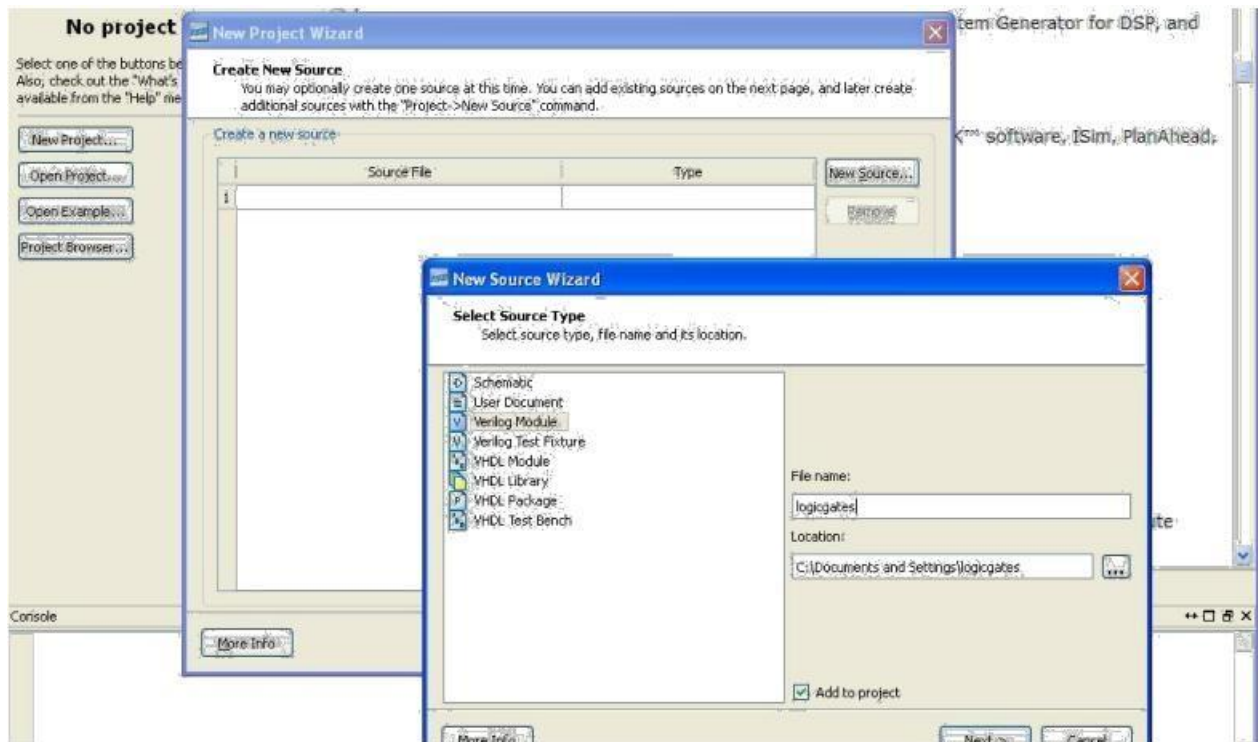 No project
Select one of the buttons be
Also, check out the "What's
available from the "Help" me
New Project...
Open Project...
Open Example...
Project Browser...
New Project Wizard
Create New Source
You may optionally create one source at this time. You can add existing sources on the next page, and later create
additional sources with the "Project->New Source" command.
Create a new source
Source File Type
1
New Source...
Remove
tem Generator for DSP, and
™ software, ISim, PlanAhead,
New Source Wizard
Select Source Type
Select source type, file name and its location.
Schematic
User Document
Verilog Module
Verilog Test Fixture
VHDL Module
VHDL Library
VHDL Package
VHDL Test Bench
File name:
logicgates
Location:
C:\Documents and Settings\logicgates
...
Add to project
More Info
Next >
Cancel
ute
Console
More Info